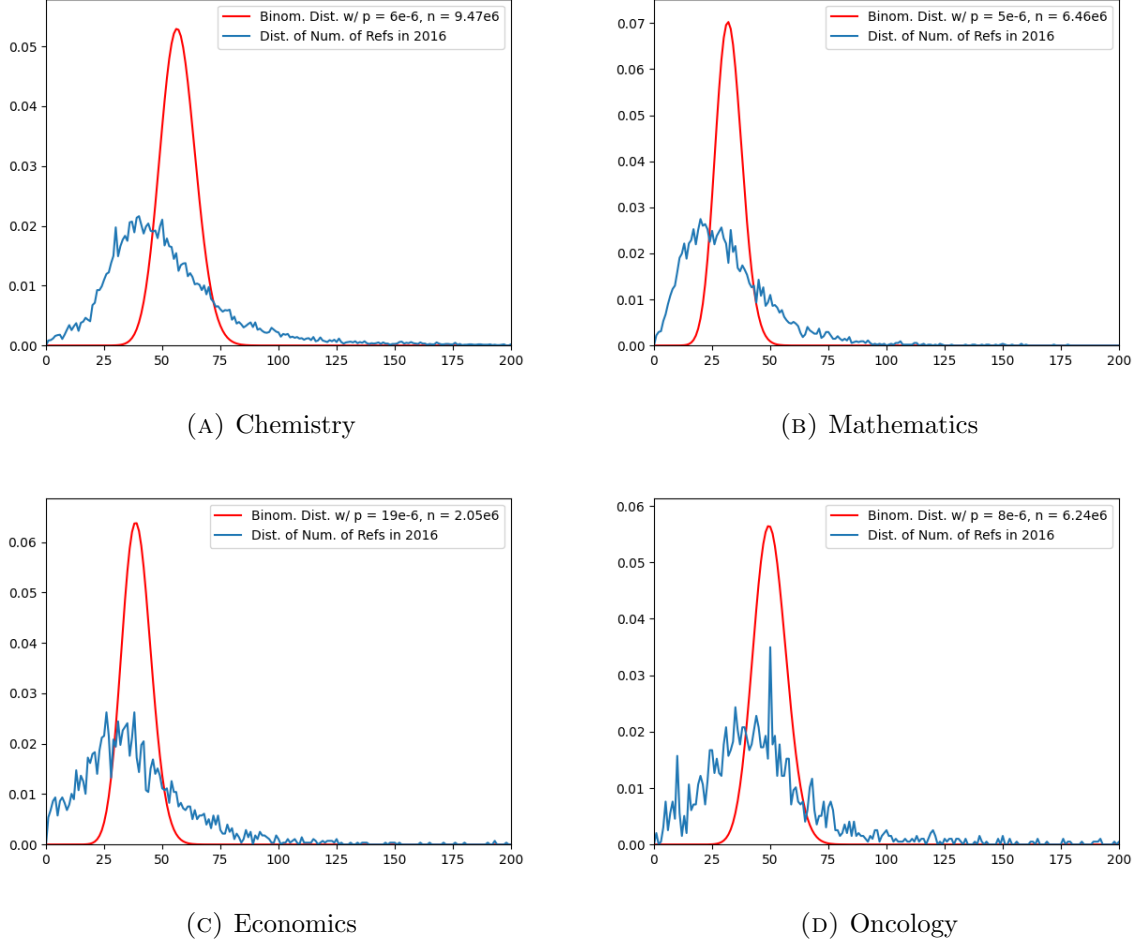 Binom. Dist. w/ p = 6e-6, n = 9.47e6
Dist. of Num. of Refs in 2016
0.05
0.04
0.03
0.02
0.01
0.00
0 25 50 75 100 125 150 175 200
(A) Chemistry
Binom. Dist. w/ p = 5e-6, n = 6.46e6
Dist. of Num. of Refs in 2016
0.07
0.06
0.05
0.04
0.03
0.02
0.01
0.00
0 25 50 75 100 125 150 175 200
(B) Mathematics
Binom. Dist. w/ p = 19e-6, n = 2.05e6
Dist. of Num. of Refs in 2016
0.06
0.05
0.04
0.03
0.02
0.01
0.00
0 25 50 75 100 125 150 175 200
(C) Economics
Binom. Dist. w/ p = 8e-6, n = 6.24e6
Dist. of Num. of Refs in 2016
0.06
0.05
0.04
0.03
0.02
0.01
0.00
0 25 50 75 100 125 150 175 200
(D) Oncology